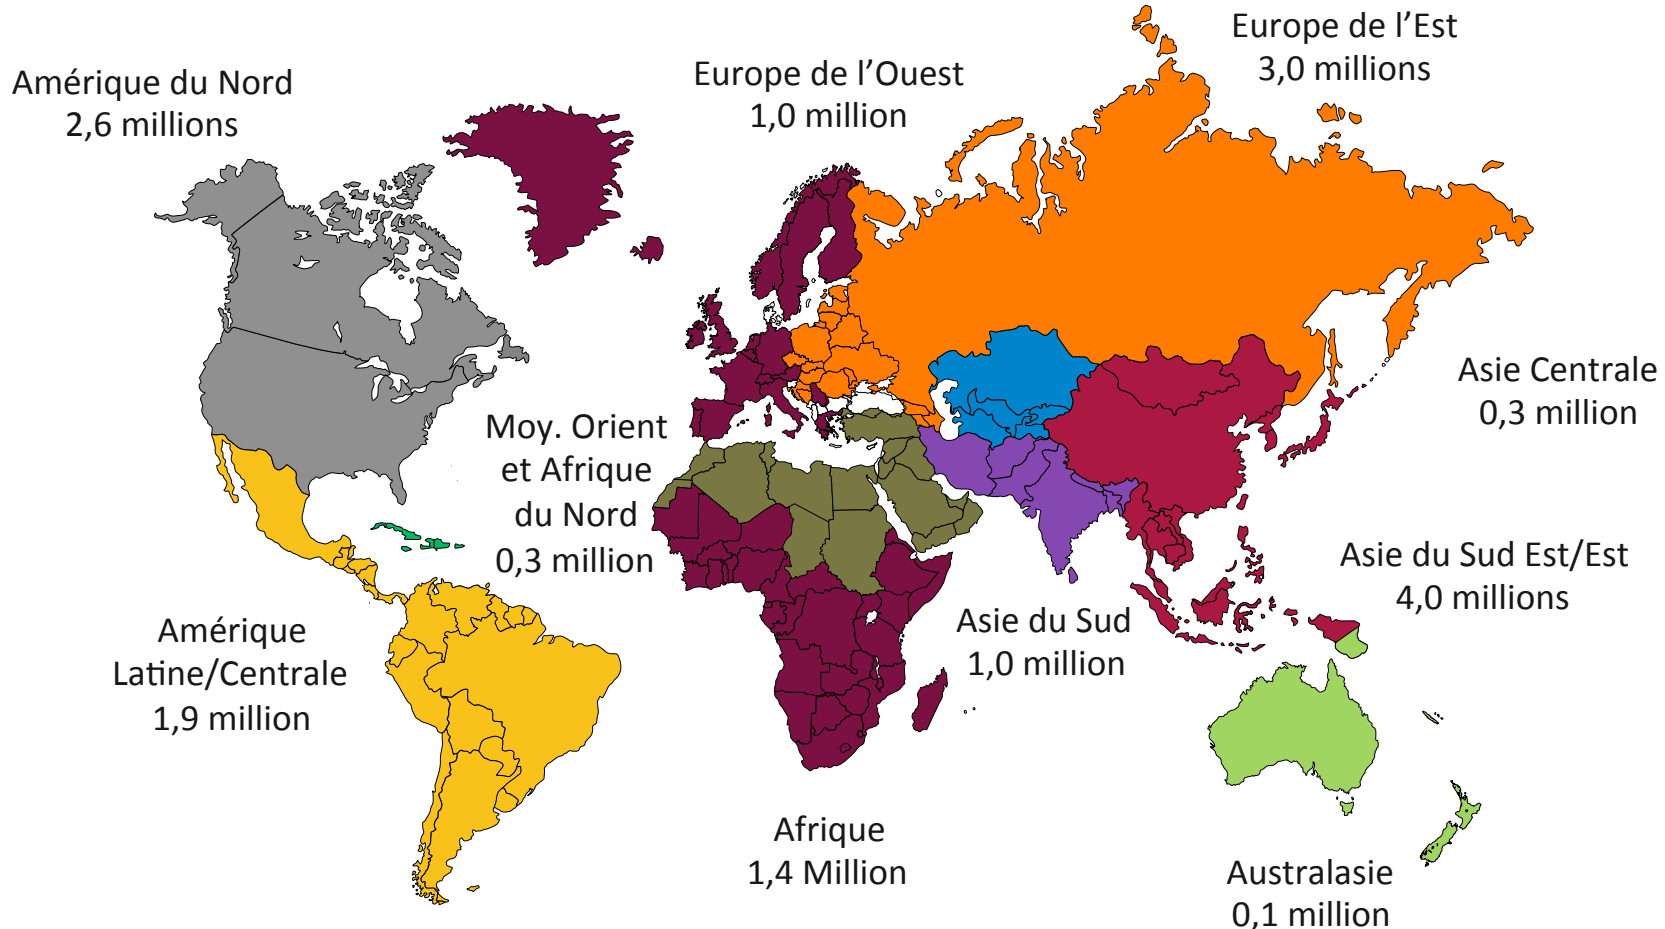 Amérique du Nord
2,6 millions
Europe de l’Ouest
1,0 million
Europe de l’Est
3,0 millions
Asie Centrale
0,3 million
Moy. Orient
et Afrique
du Nord
0,3 million
Asie du Sud Est/Est
4,0 millions
Asie du Sud
1,0 million
Amérique
Latine/Centrale
1,9 million
Afrique
1,4 Million
Australasie
0,1 million